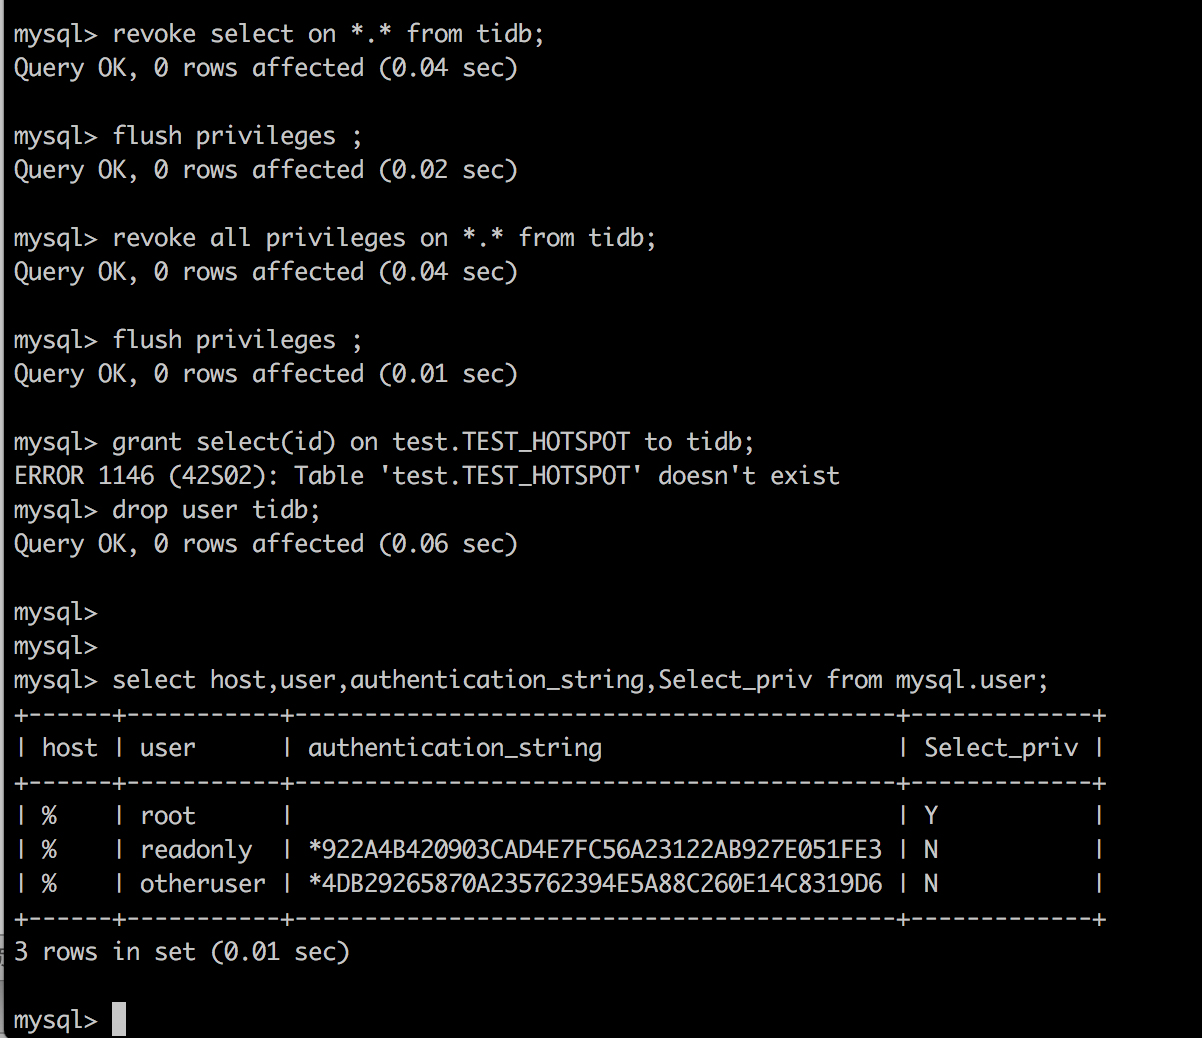 mysql> revoke select on *.* from tidb;
Query OK, 0 rows affected (0.04 sec)
mysql> flush privileges ;
Query OK, 0 rows affected (0.02 sec)
mysql> revoke all privileges on *.* from tidb;
Query OK, 0 rows affected (0.04 sec)
mysql> flush privileges ;
Query OK, 0 rows affected (0.01 sec)
mysql> grant select(id) on test.TEST_HOTSPOT to tidb;
ERROR 1146 (42S02): Table 'test.TEST_HOTSPOT' doesn't exist
mysql> drop user tidb;
Query OK, 0 rows affected (0.06 sec)
mysql>
mysql>
mysql> select host,user,authentication_string,Select_priv from mysql.user;
+------+-----------+-------------------------------------------+-------------+
| host | user      | authentication_string                     | Select_priv |
+------+-----------+-------------------------------------------+-------------+
| %    | root      |                                           | Y           |
| %    | readonly  | *922A4B420903CAD4E7FC56A23122AB927E051FE3 | N           |
| %    | otheruser | *4DB29265870A235762394E5A88C260E14C8319D6 | N           |
+------+-----------+-------------------------------------------+-------------+
3 rows in set (0.01 sec)
mysql>